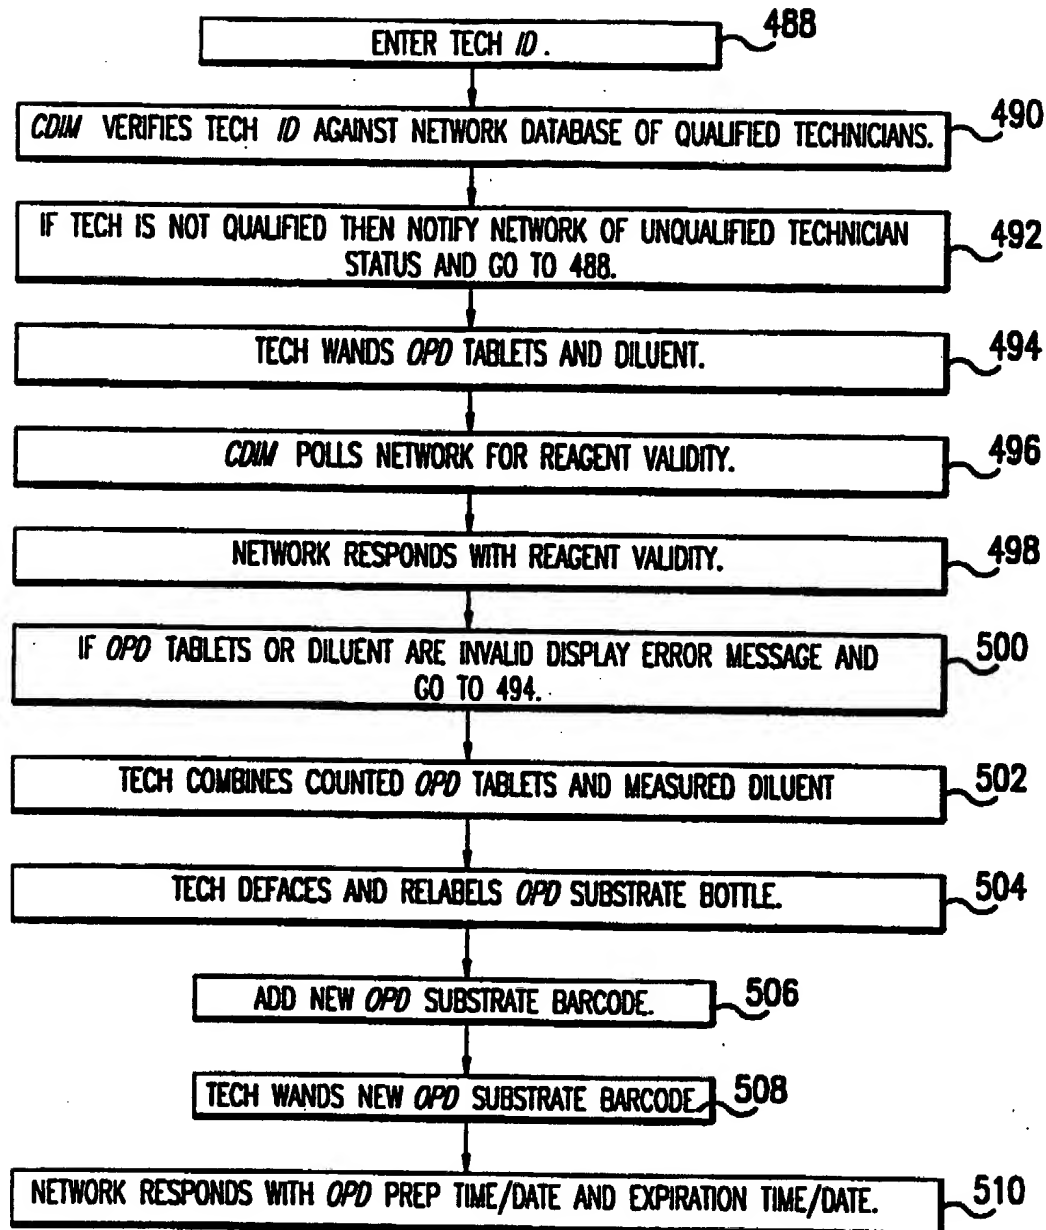 ENTER TECH ID.
488
CDIM VERIFIES TECH ID AGAINST NETWORK DATABASE OF QUALIFIED TECHNICIANS.
490
IF TECH IS NOT QUALIFIED THEN NOTIFY NETWORK OF UNQUALIFIED TECHNICIAN
STATUS AND GO TO 488.
492
TECH WANDS OPD TABLETS AND DILUENT.
494
CDIM POLLS NETWORK FOR REAGENT VALIDITY.
496
NETWORK RESPONDS WITH REAGENT VALIDITY.
498
IF OPD TABLETS OR DILUENT ARE INVALID DISPLAY ERROR MESSAGE AND
GO TO 494.
500
TECH COMBINES COUNTED OPD TABLETS AND MEASURED DILUENT
502
TECH DEFACES AND RELABELS OPD SUBSTRATE BOTTLE.
504
ADD NEW OPD SUBSTRATE BARCODE.
506
TECH WANDS NEW OPD SUBSTRATE BARCODE
508
NETWORK RESPONDS WITH OPD PREP TIME/DATE AND EXPIRATION TIME/DATE.
510